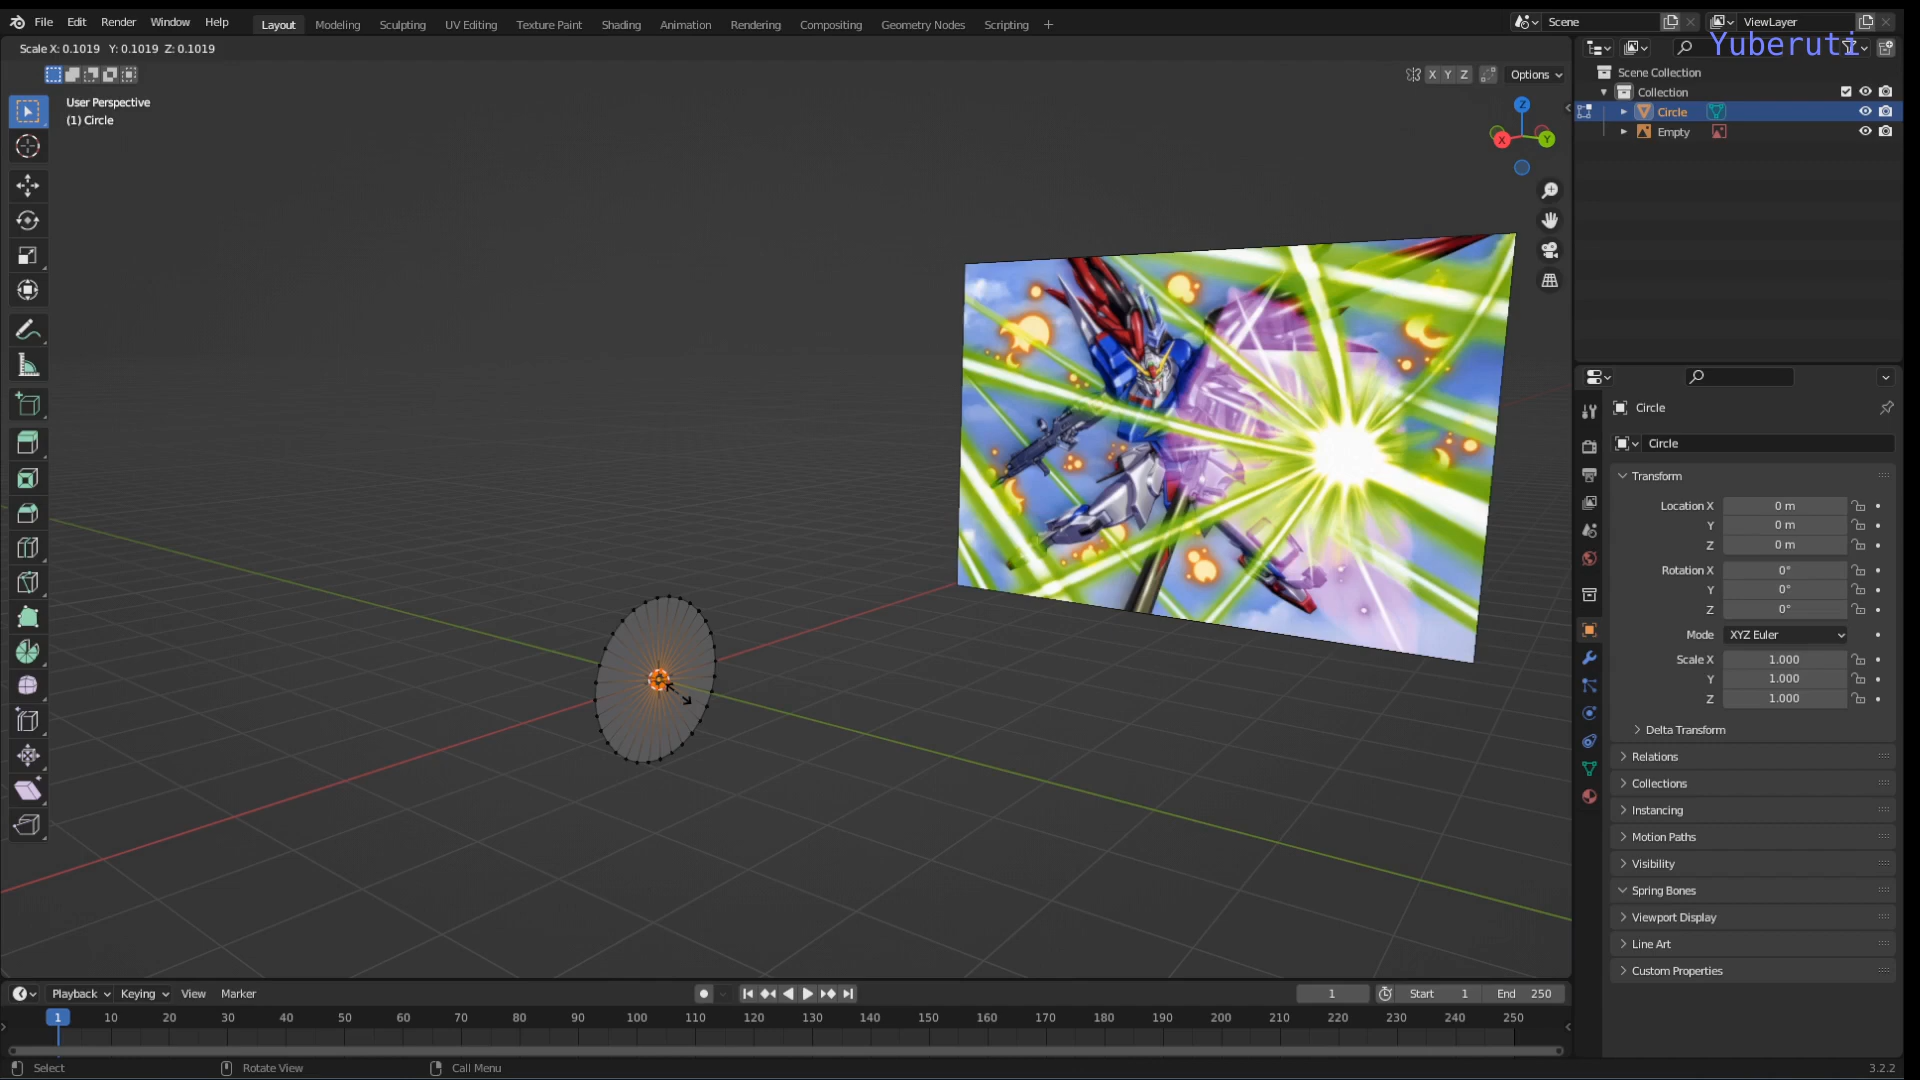 File Edit Render Window Help Layout Modeling Sculpting UV Editing Texture Paint Shading Animation Rendering Compositing Geometry Nodes Scripting + Scene ViewLayer
Scale X: 0.1019 Y: 0.1019 Z: 0.1019
Yuberuti
X Y Z Options
User Perspective
(1) Circle
Z
X Y
Scene Collection
Collection
Circle
Empty
Circle
Circle
Transform
Location X 0 m
Y 0 m
Z 0 m
Rotation X 0°
Y 0°
Z 0°
Mode XYZ Euler
Scale X 1.000
Y 1.000
Z 1.000
Delta Transform
Relations
Collections
Instancing
Motion Paths
Visibility
Spring Bones
Viewport Display
Line Art
Custom Properties
Playback Keying View Marker 1 Start 1 End 250
1 10 20 30 40 50 60 70 80 90 100 110 120 130 140 150 160 170 180 190 200 210 220 230 240 250
Select Rotate View Call Menu 3.2.2